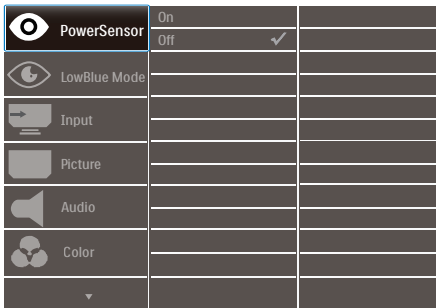 PowerSensor
On
Off
LowBlue Mode
Input
Picture
Audio
Color